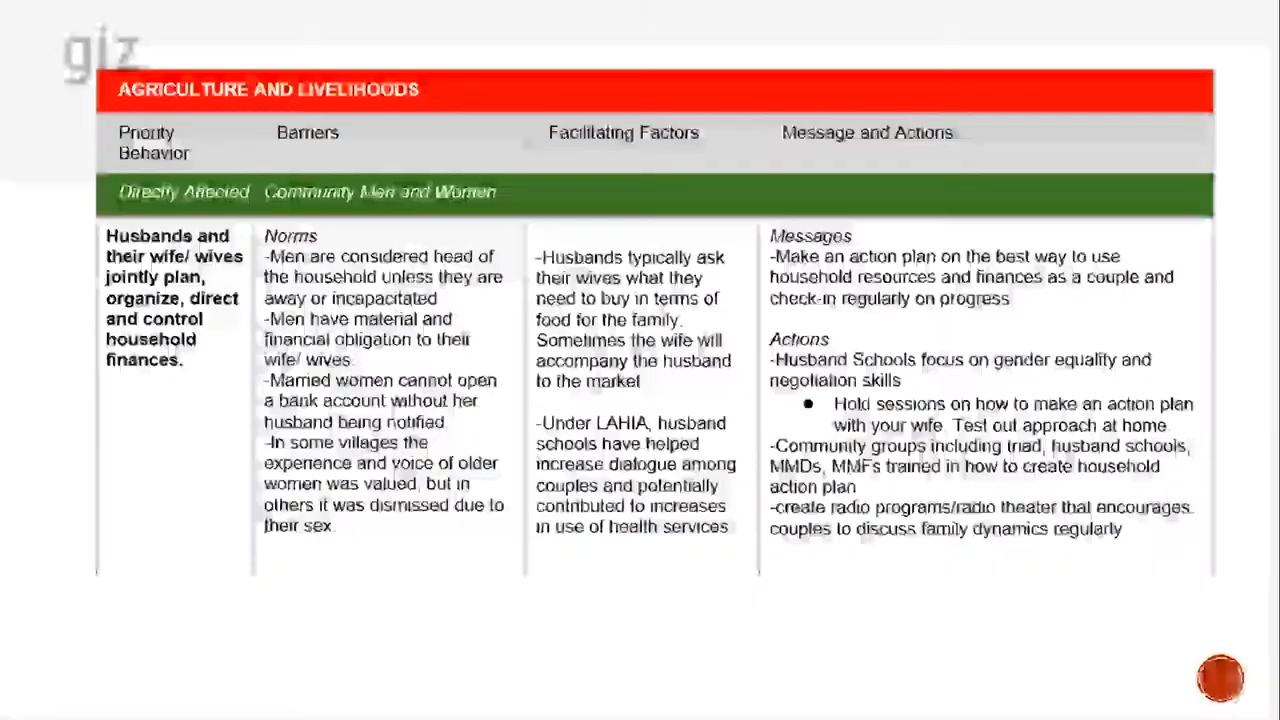 giz
AGRICULTURE AND LIVELIHOODS
Priority
Behavior
Barriers
Facilitating Factors
Message and Actions
Directly Affected Community Men and Women
Husbands and
their wife/ wives
jointly plan,
organize, direct
and control
household
finances.
Norms
-Men are considered head of
the household unless they are
away or incapacitated
-Men have material and
financial obligation to their
wife/ wives.
-Married women cannot open
a bank account without her
husband being notified.
-In some villages the
experience and voice of older
women was valued, but in
others it was dismissed due to
their sex.
-Husbands typically ask
their wives what they
need to buy in terms of
food for the family.
Sometimes the wife will
accompany the husband
to the market
-Under LAHIA, husband
schools have helped
increase dialogue among
couples and potentially
contributed to increases
in use of health services
Messages
-Make an action plan on the best way to use
household resources and finances as a couple and
check-in regularly on progress
Actions
-Husband Schools focus on gender equality and
negotiation skills
● Hold sessions on how to make an action plan
with your wife. Test out approach at home
-Community groups including triad, husband schools,
MMDs, MMFs trained in how to create household
action plan
-create radio programs/radio theater that encourages
couples to discuss family dynamics regularly